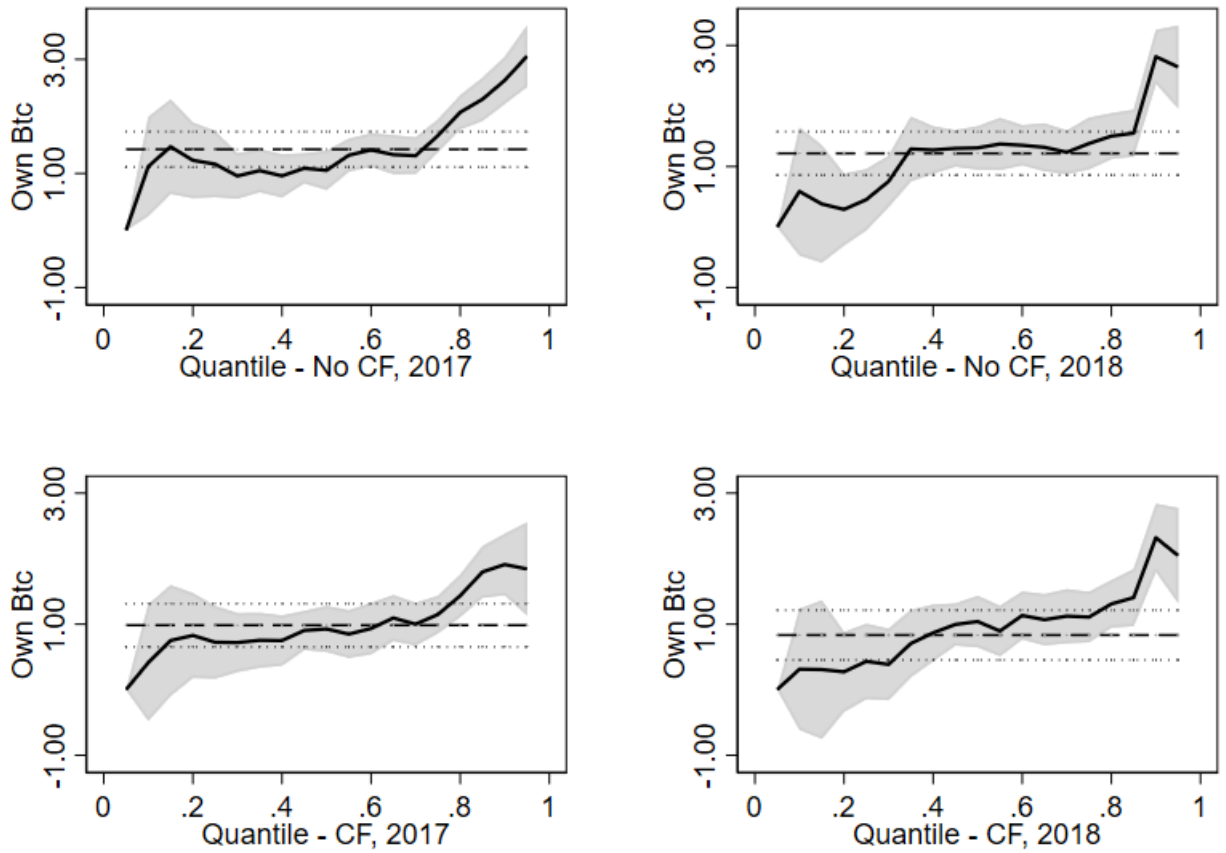 Own Btc
3.00
1.00
-1.00
0 .2 .4 .6 .8 1
Quantile - No CF, 2017
Own Btc
3.00
1.00
-1.00
0 .2 .4 .6 .8 1
Quantile - No CF, 2018
Own Btc
3.00
1.00
-1.00
0 .2 .4 .6 .8 1
Quantile - CF, 2017
Own Btc
3.00
1.00
-1.00
0 .2 .4 .6 .8 1
Quantile - CF, 2018